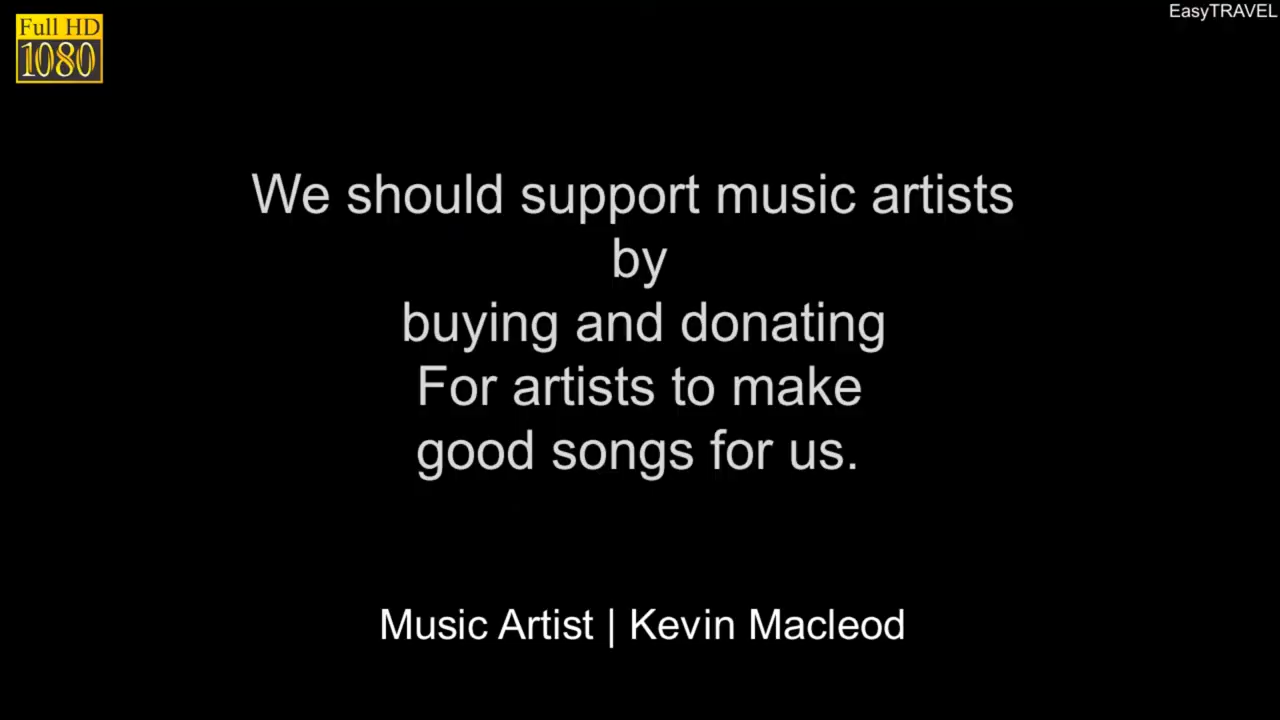 Full HD
1080
EasyTRAVEL
We should support music artists
by
buying and donating
For artists to make
good songs for us.
Music Artist | Kevin Macleod